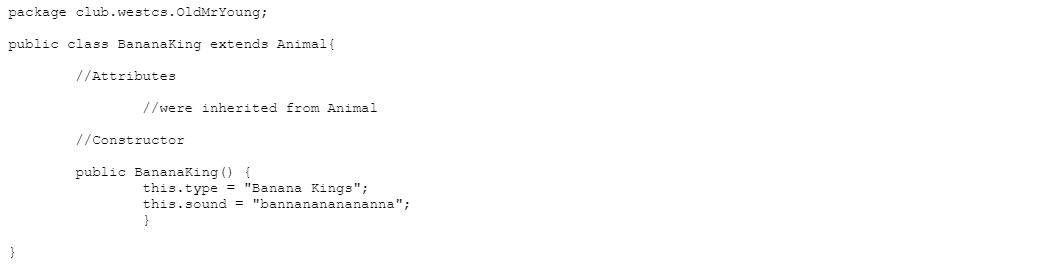 package club.westcs.OldMrYoung;
public class BananaKing extends Animal{
//Attributes
//were inherited from Animal
//Constructor
public BananaKing() {
this.type = "Banana Kings";
this.sound = "bannanananananna";
}
}